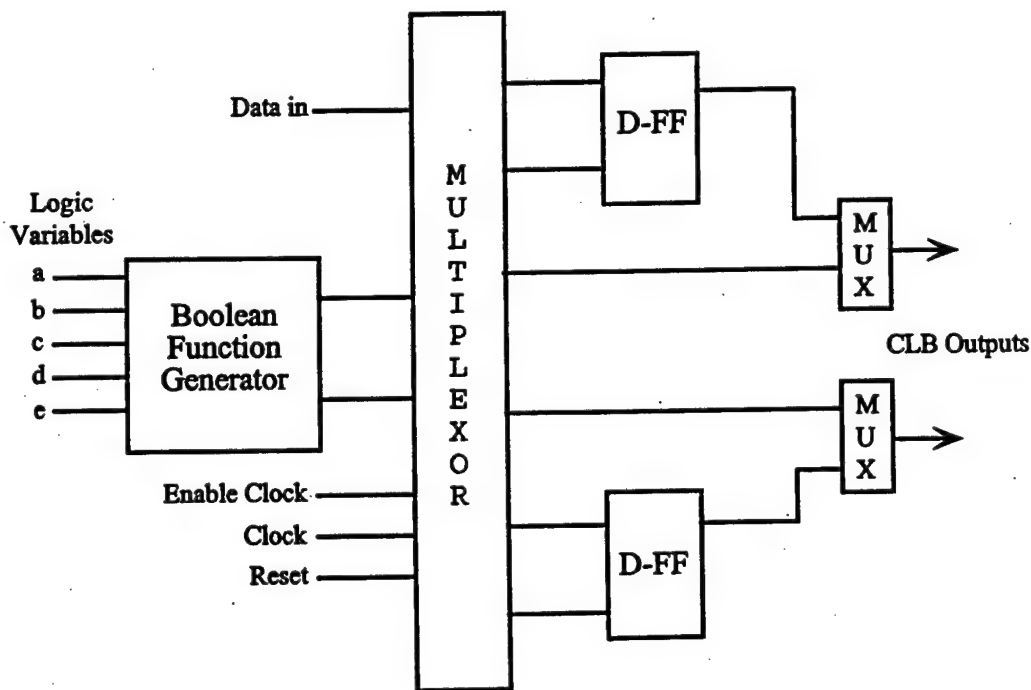 Data in
Logic
Variables
a
b
c
d
e
Boolean
Function
Generator
Enable Clock
Clock
Reset
M
U
L
T
I
P
L
E
X
O
R
D-FF
M
U
X
CLB Outputs
M
U
X
D-FF